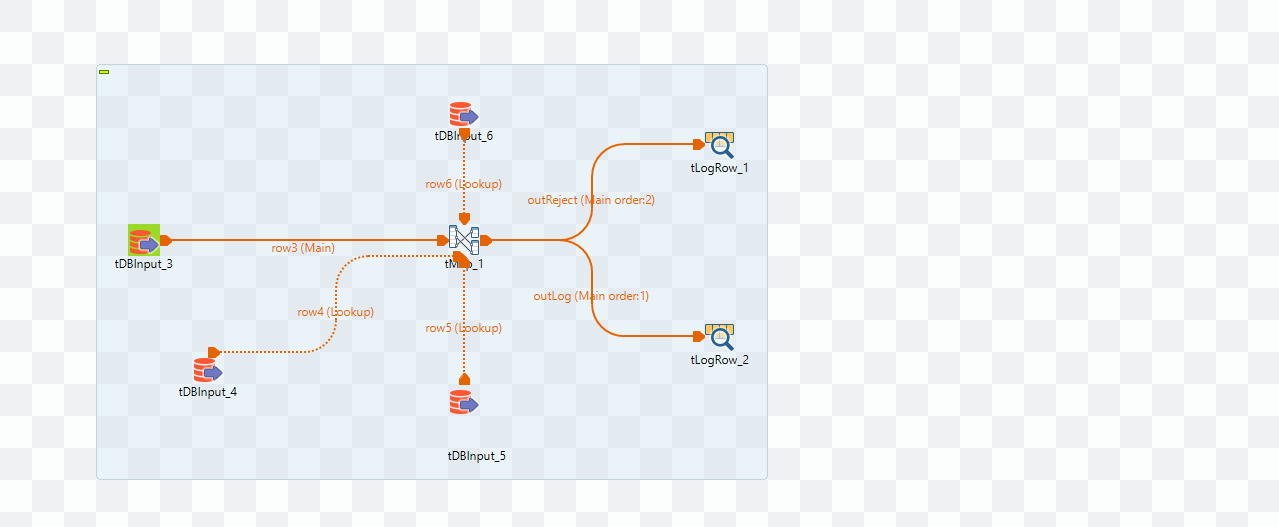 tDBInput_6
tLogRow_1
row6 (Lookup)
outReject (Main order:2)
row3 (Main)
tDBInput_3
tMap_1
outLog (Main order:1)
row4 (Lookup)
row5 (Lookup)
tLogRow_2
tDBInput_4
tDBInput_5